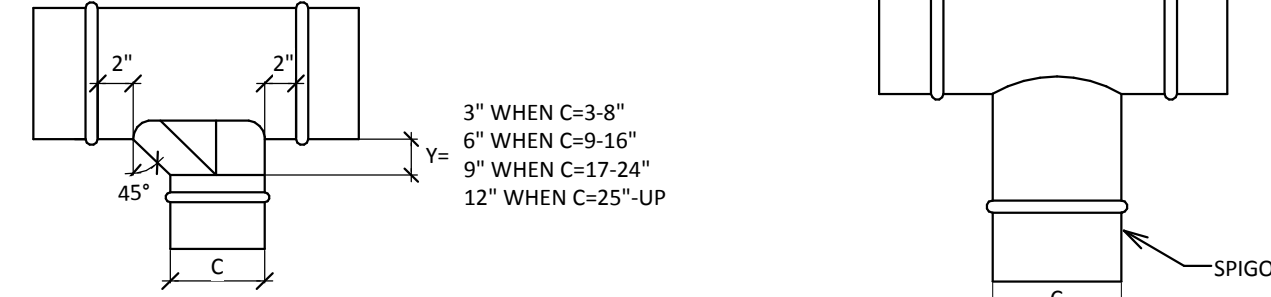 2"
2"
3" WHEN C=3-8"
Y=
6" WHEN C=9-16"
9" WHEN C=17-24"
12" WHEN C=25"-UP
45°
C
SPIGO